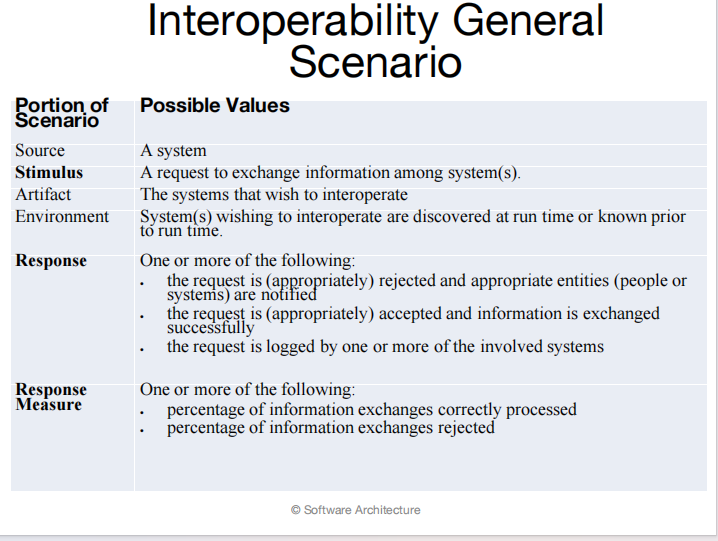 Interoperability General
Scenario
Portion of
Scenario
Possible Values
Source
A system
Stimulus
A request to exchange information among system(s).
Artifact
The systems that wish to interoperate
Environment
System(s) wishing to interoperate are discovered at run time or known prior
to run time.
Response
One or more of the following:
• the request is (appropriately) rejected and appropriate entities (people or
systems) are notified
• the request is (appropriately) accepted and information is exchanged
successfully
• the request is logged by one or more of the involved systems
Response
Measure
One or more of the following:
• percentage of information exchanges correctly processed
• percentage of information exchanges rejected
© Software Architecture